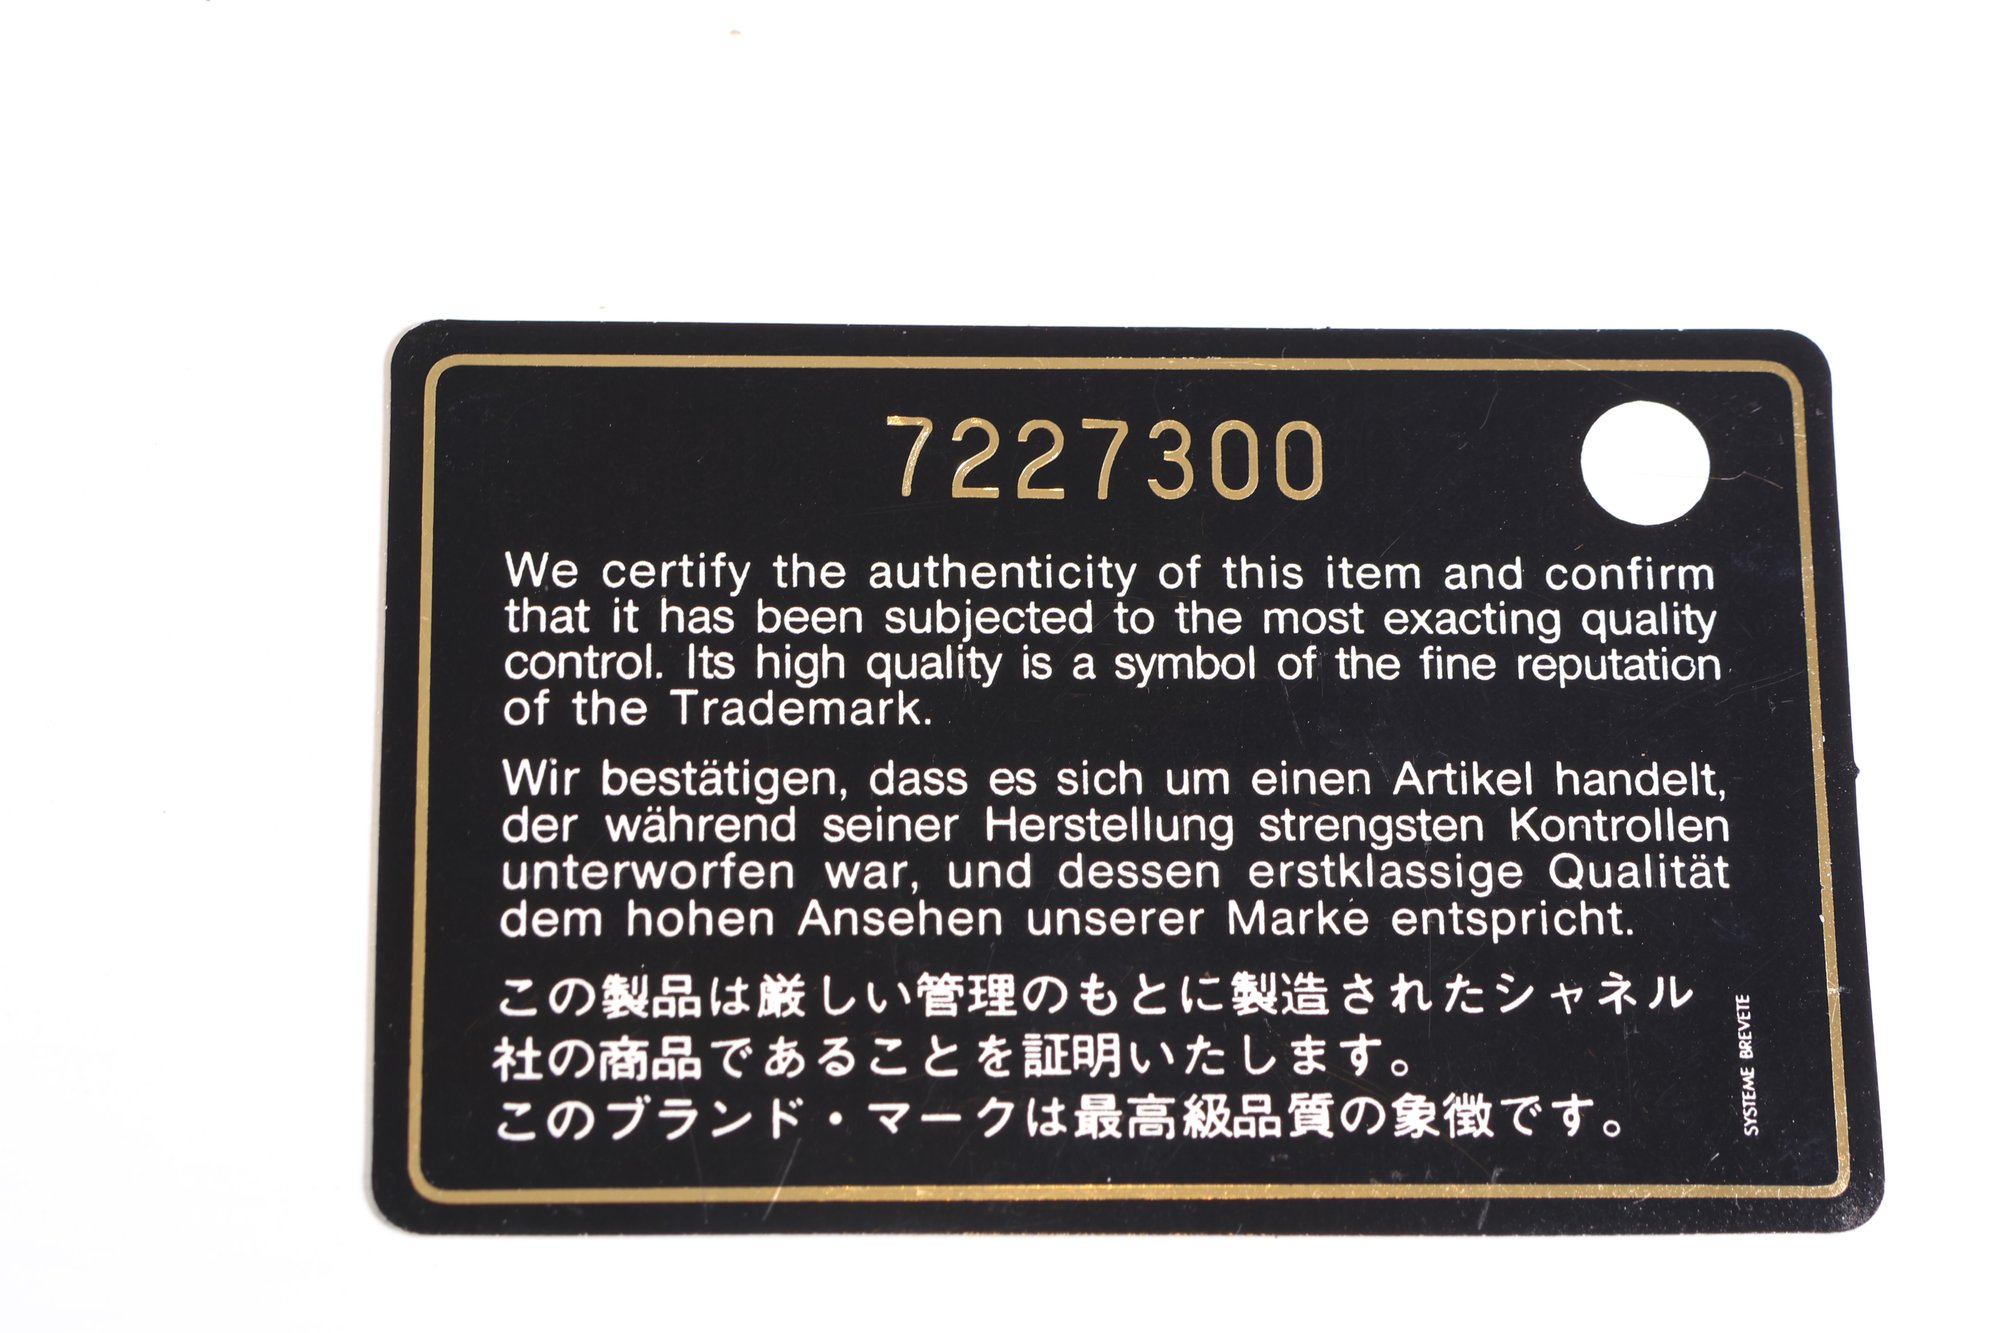 7227300
We certify the authenticity of this item and confirm
that it has been subjected to the most exacting quality
control. Its high quality is a symbol of the fine reputation
of the Trademark.
Wir bestätigen, dass es sich um einen Artikel handelt,
der während seiner Herstellung strengsten Kontrollen
unterworfen war, und dessen erstklassige Qualität
dem hohen Ansehen unserer Marke entspricht.
この製品は厳しい管理のもとに製造されたシャネル
社の商品であることを証明いたします。
このブランド・マークは最高級品質の象徴です。
SYSTEME BREVETE